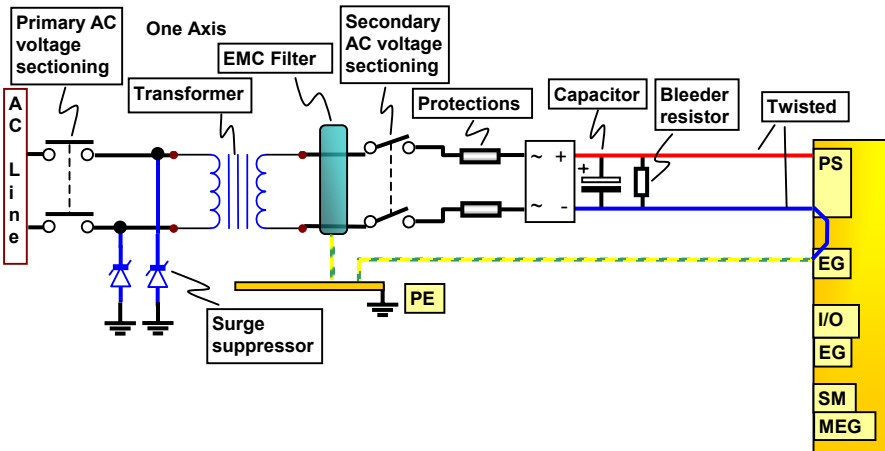 Primary AC
voltage
sectioning
One Axis
EMC Filter
Secondary
AC voltage
sectioning
Transformer
Protections
Capacitor
Bleeder
resistor
Twisted
A
C
L
i
n
e
~ +
~ -
+
PS
EG
PE
I/O
EG
SM
MEG
Surge
suppressor